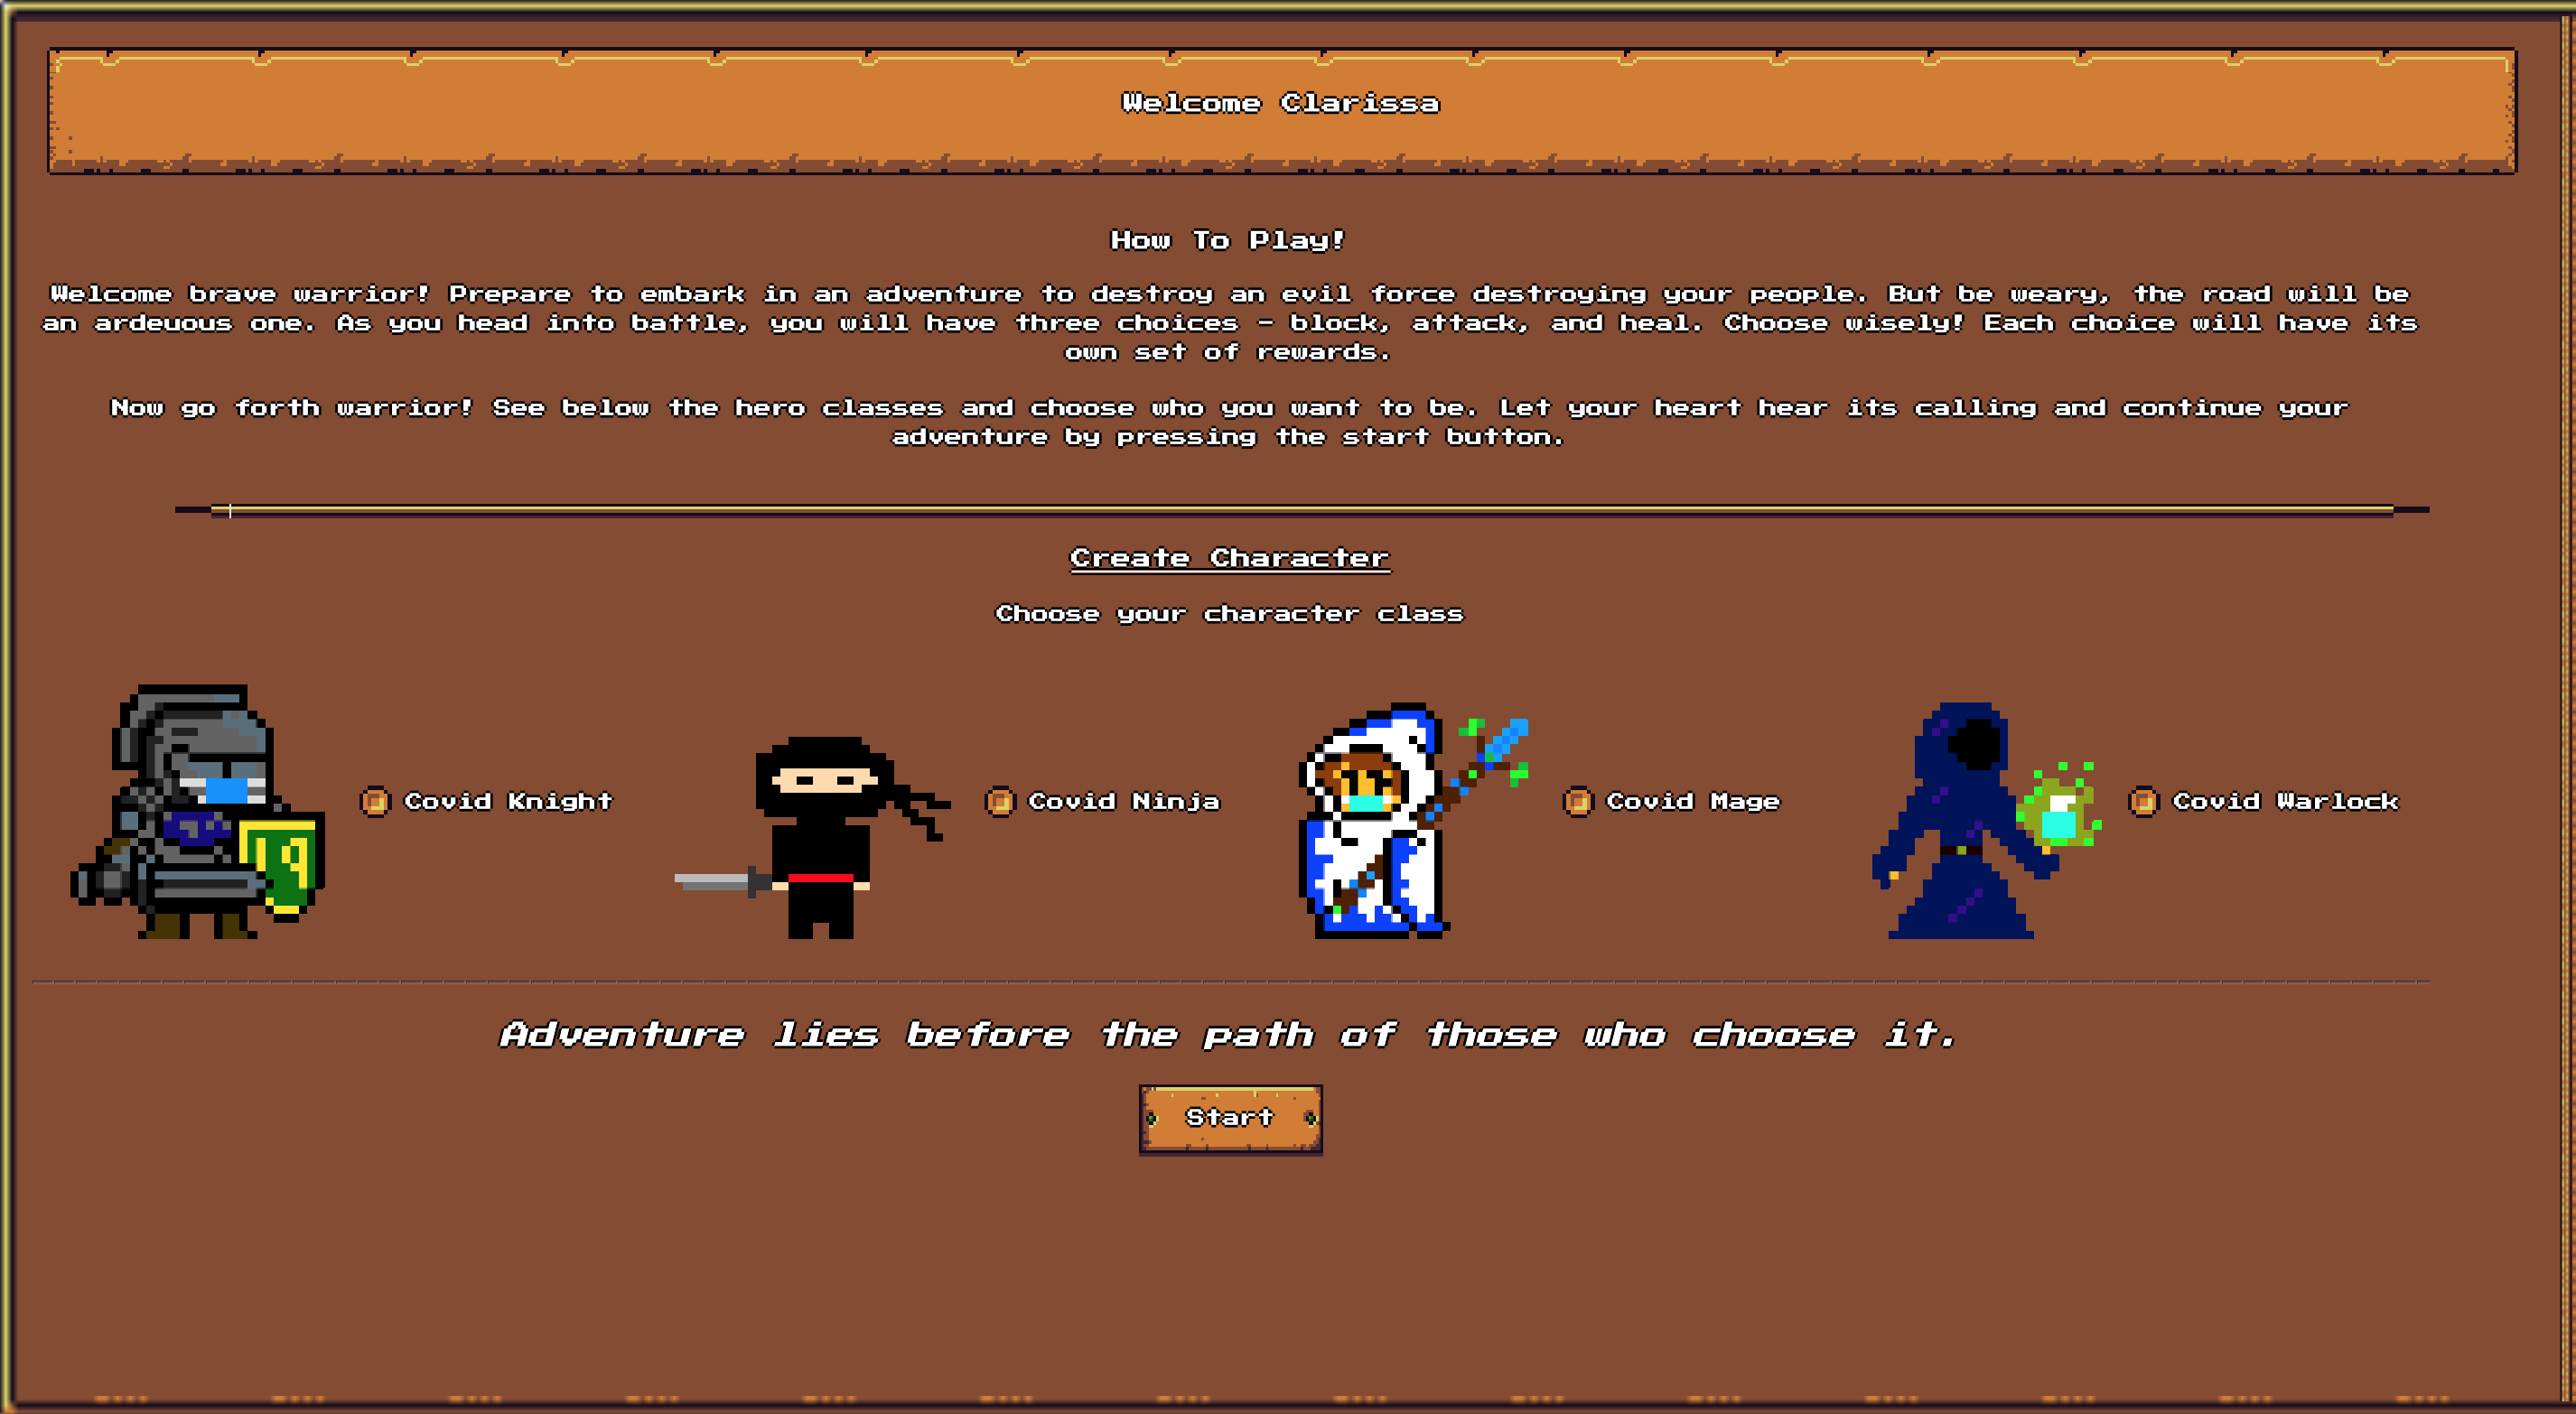 Welcome Clarissa
How To Play!
Welcome brave warrior! Prepare to embark in an adventure to destroy an evil force destroying your people. But be weary, the road will be
an ardeuous one. As you head into battle, you will have three choices - block, attack, and heal. Choose wisely! Each choice will have its
own set of rewards.
Now go forth warrior! See below the hero classes and choose who you want to be. Let your heart hear its calling and continue your
adventure by pressing the start button.
Create Character
Choose your character class
Covid Knight
Covid Ninja
Covid Mage
Covid Warlock
Adventure lies before the path of those who choose it.
Start